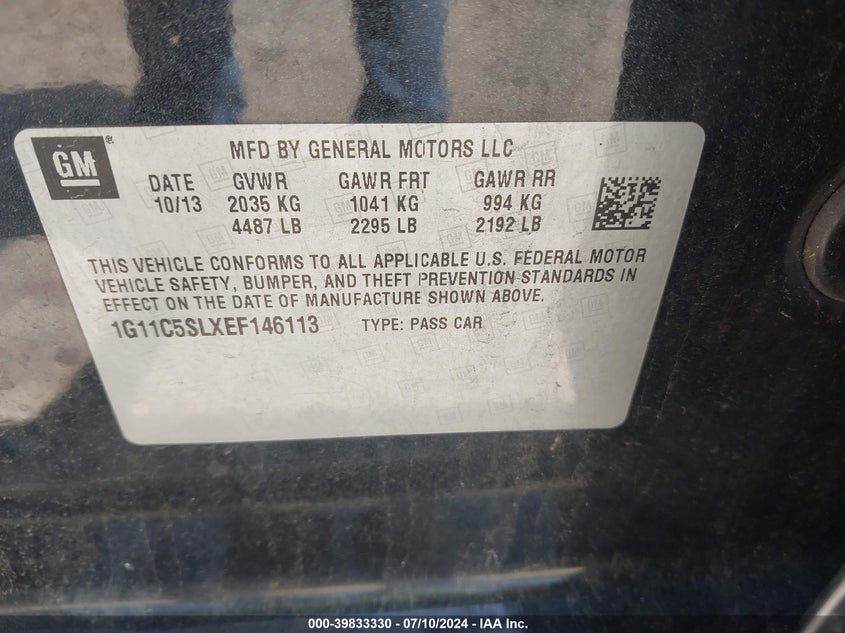 GM
MFD BY GENERAL MOTORS LLC
DATE GVWR GAWR FRT GAWR RR
10/13 2035 KG 1041 KG 994 KG
4487 LB 2295 LB 2192 LB
THIS VEHICLE CONFORMS TO ALL APPLICABLE U.S. FEDERAL MOTOR
VEHICLE SAFETY, BUMPER, AND THEFT PREVENTION STANDARDS IN
EFFECT ON THE DATE OF MANUFACTURE SHOWN ABOVE.
1G11C5SLXEF146113 TYPE: PASS CAR
000-39833330 - 07/10/2024 - IAA Inc.